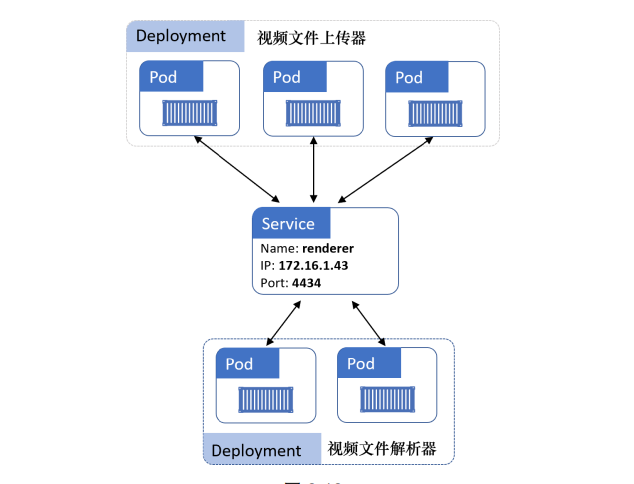 Deployment 视频文件上传器
Pod Pod Pod
Service
Name: renderer
IP: 172.16.1.43
Port: 4434
Pod Pod
Deployment 视频文件解析器